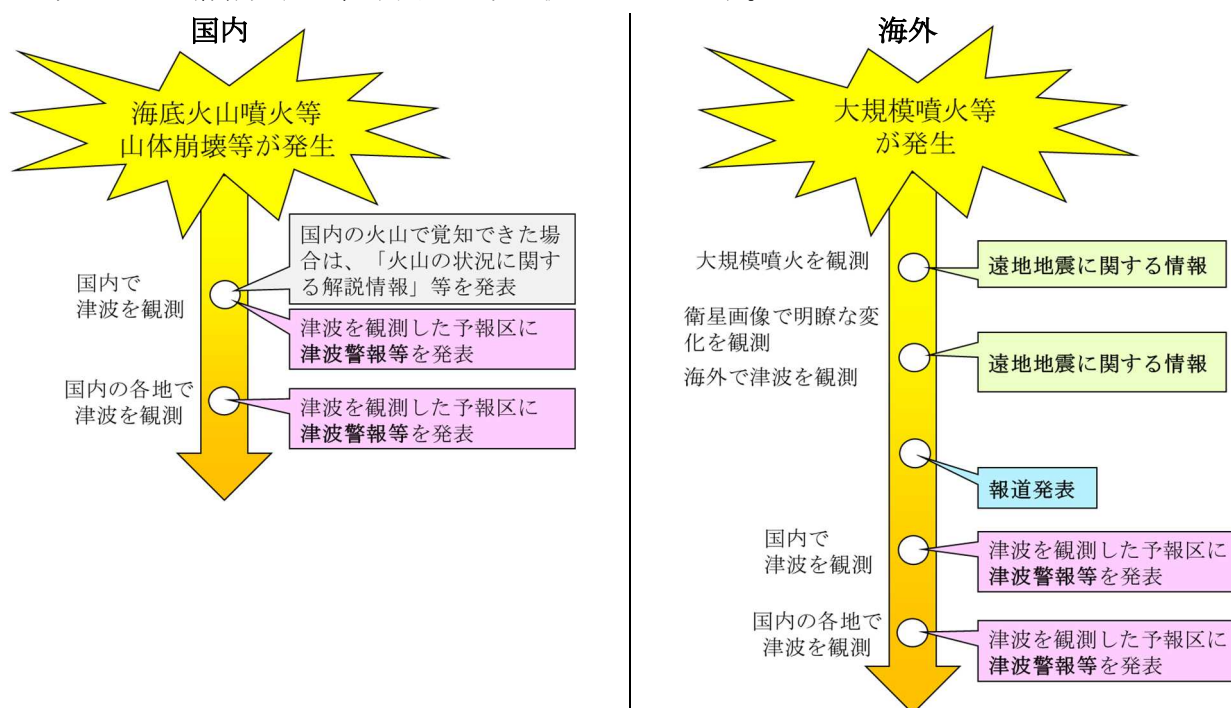 国内
海底火山噴火等
山体崩壊等が発生
国内の火山で覚知できた場
合は、「火山の状況に関す
る解説情報」等を発表
国内で
津波を観測
津波を観測した予報区に
津波警報等を発表
国内の各地で
津波を観測
津波を観測した予報区に
津波警報等を発表
海外
大規模噴火等
が発生
大規模噴火を観測
遠地地震に関する情報
衛星画像で明瞭な変
化を観測
海外で津波を観測
遠地地震に関する情報
報道発表
国内で
津波を観測
津波を観測した予報区に
津波警報等を発表
国内の各地で
津波を観測
津波を観測した予報区に
津波警報等を発表